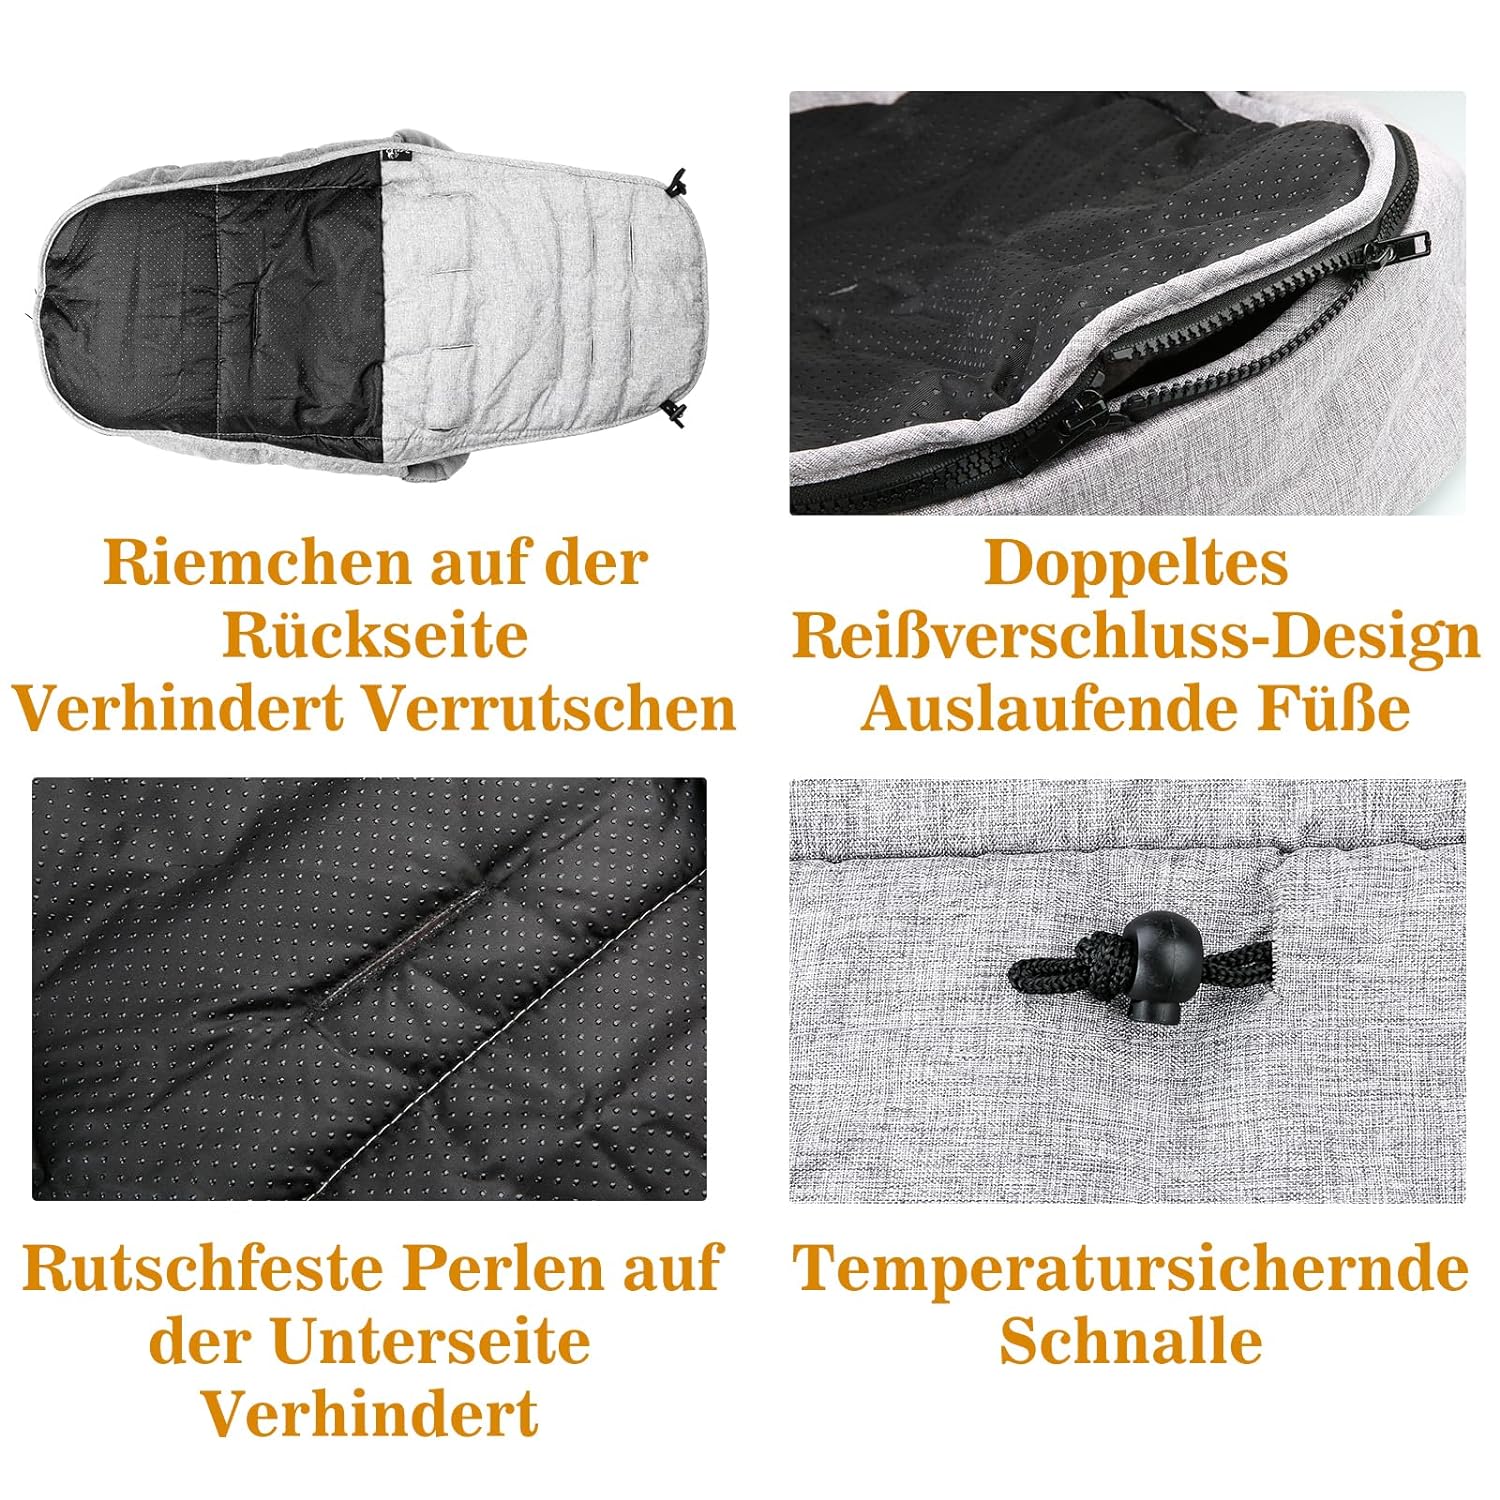 Riemchen auf der
Rückseite
Verhindert Verrutschen
Doppeltes
Reißverschluss-Design
Auslaufende Füße
Rutschfeste Perlen auf
der Unterseite
Verhindert
Temperatursichernde
Schnalle